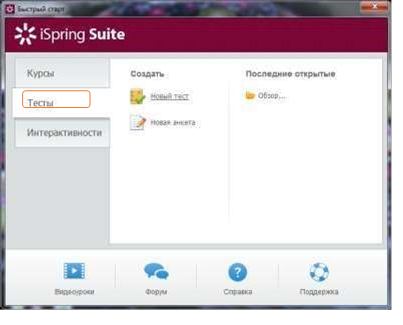 Быстрый старт
iSpring Suite
Курсы
Тесты
Интерактивности
Создать
Новый тест
Новая анкета
Последние открытые
Обзор...
Видеоуроки
Форум
Справка
Поддержка